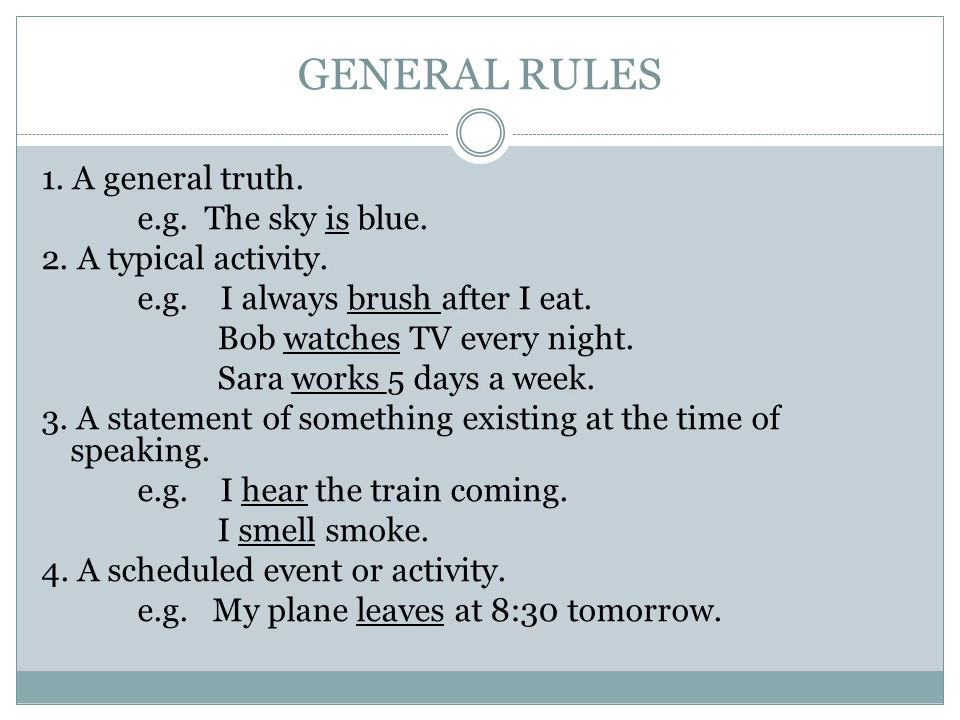 GENERAL RULES
1. A general truth.
e.g. The sky is blue.
2. A typical activity.
e.g. I always brush after I eat.
Bob watches TV every night.
Sara works 5 days a week.
3. A statement of something existing at the time of
speaking.
e.g. I hear the train coming.
I smell smoke.
4. A scheduled event or activity.
e.g. My plane leaves at 8:30 tomorrow.